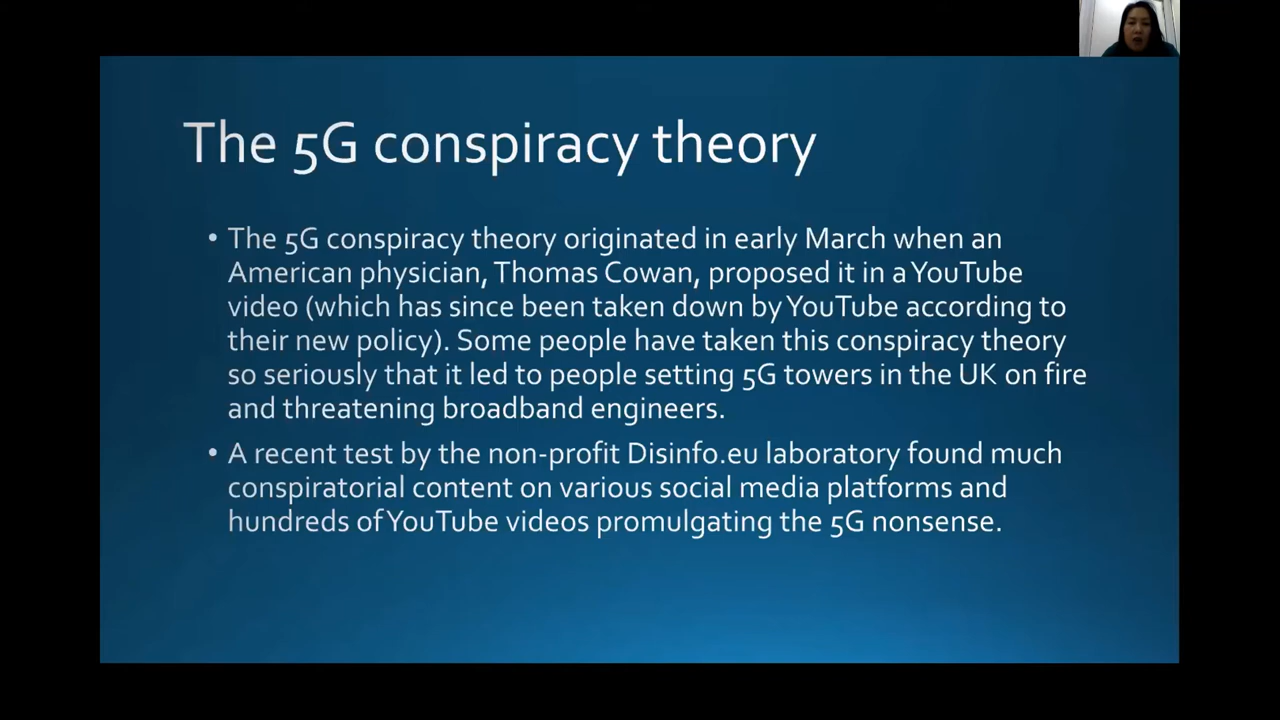 The 5G conspiracy theory
• The 5G conspiracy theory originated in early March when an
American physician, Thomas Cowan, proposed it in a YouTube
video (which has since been taken down by YouTube according to
their new policy). Some people have taken this conspiracy theory
so seriously that it led to people setting 5G towers in the UK on fire
and threatening broadband engineers.
• A recent test by the non-profit Disinfo.eu laboratory found much
conspiratorial content on various social media platforms and
hundreds of YouTube videos promulgating the 5G nonsense.